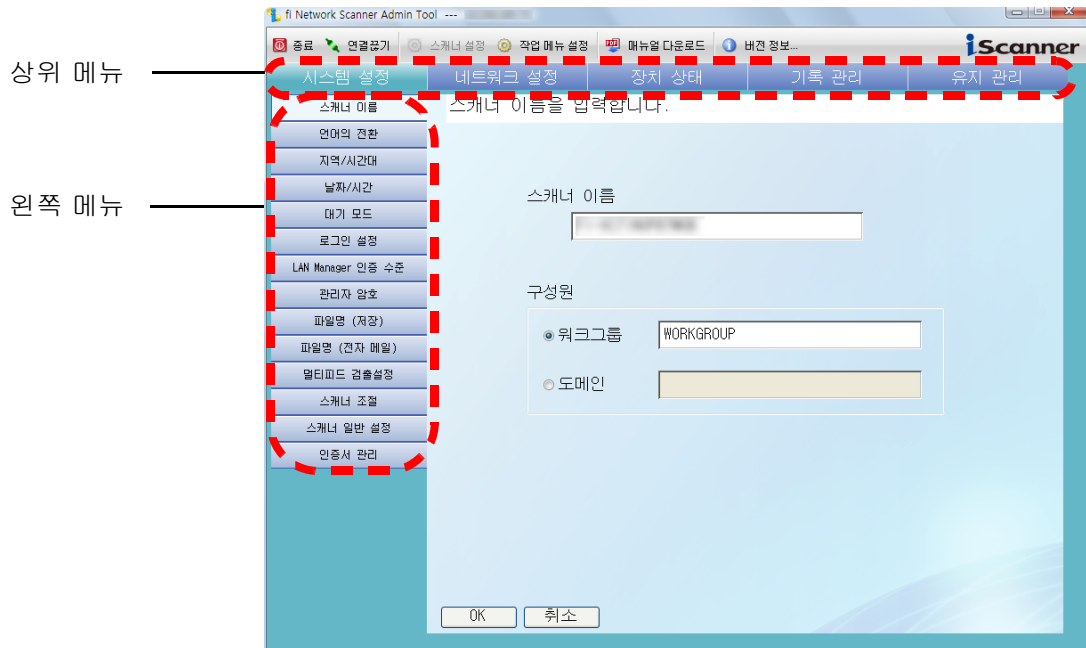 fi Network Scanner Admin Tool ---
종료 연결끊기 스캐너 설정 작업 메뉴 설정 매뉴얼 다운로드 버전 정보... iScanner
상위 메뉴
시스템 설정 네트워크 설정 장치 상태 기록 관리 유지 관리
스캐너 이름을 입력합니다.
스캐너 이름
언어의 전환
지역/시간대
날짜/시간
대기 모드
로그인 설정
LAN Manager 인증 수준
관리자 암호
파일명 (저장)
파일명 (전자 메일)
멀티피드 검출설정
스캐너 조절
스캐너 일반 설정
인증서 관리
왼쪽 메뉴
스캐너 이름
구성원
워크그룹 WORKGROUP
도메인
OK 취소